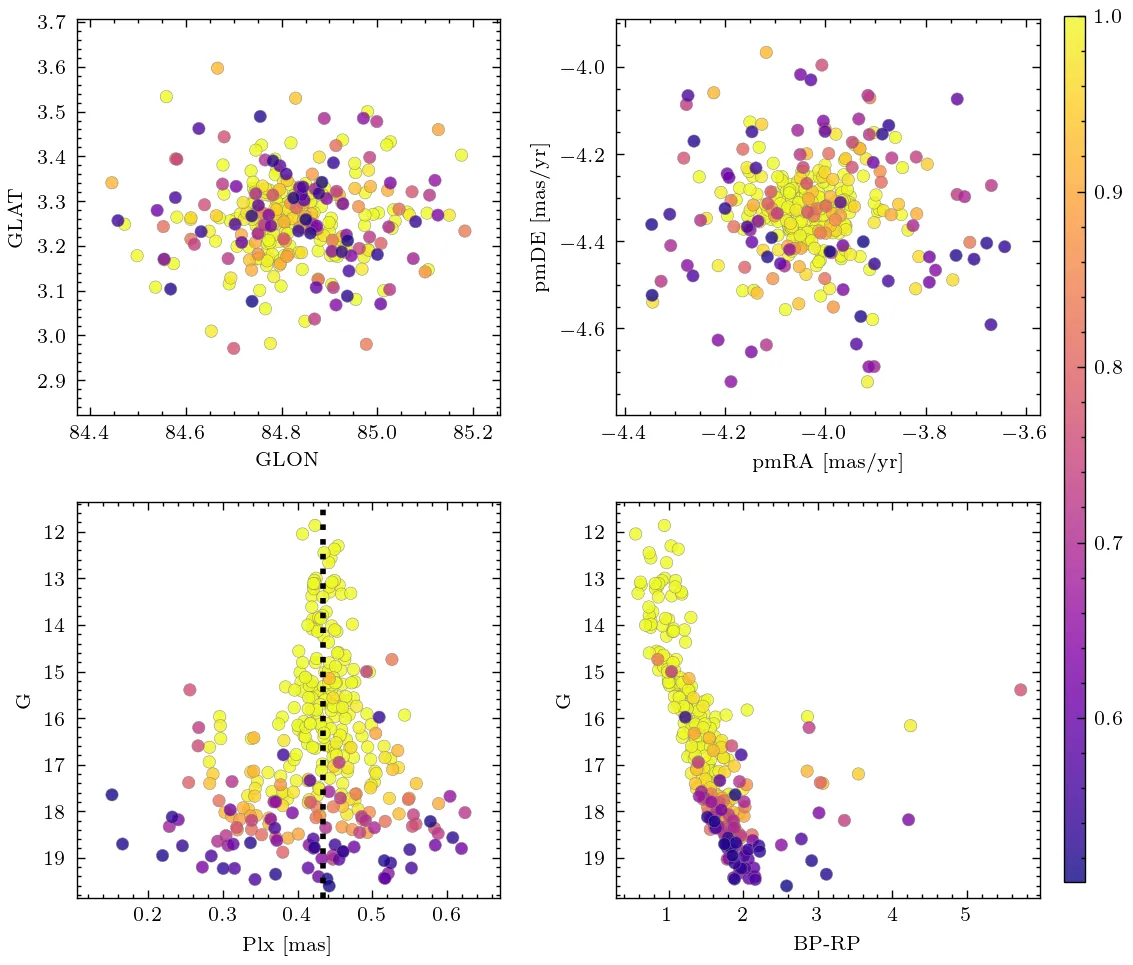 3.7
3.6
3.5
3.4
3.3
3.2
3.1
3.0
2.9
GLAT
84.4 84.6 84.8 85.0 85.2
GLON
−4.0
−4.2
−4.4
−4.6
pmDE [mas/yr]
−4.4 −4.2 −4.0 −3.8 −3.6
pmRA [mas/yr]
12
13
14
15
16
17
18
19
G
0.2 0.3 0.4 0.5 0.6
Plx [mas]
12
13
14
15
16
17
18
19
G
1 2 3 4 5
BP-RP
1.0
0.9
0.8
0.7
0.6